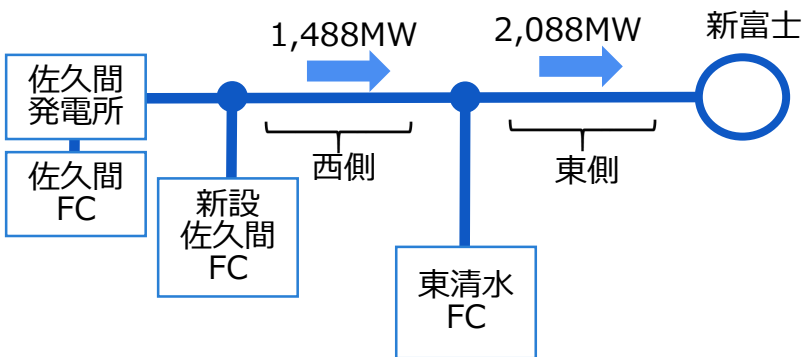 1,488MW
2,088MW
新富士
佐久間
発電所
佐久間
FC
西側
東側
新設
佐久間
FC
東清水
FC